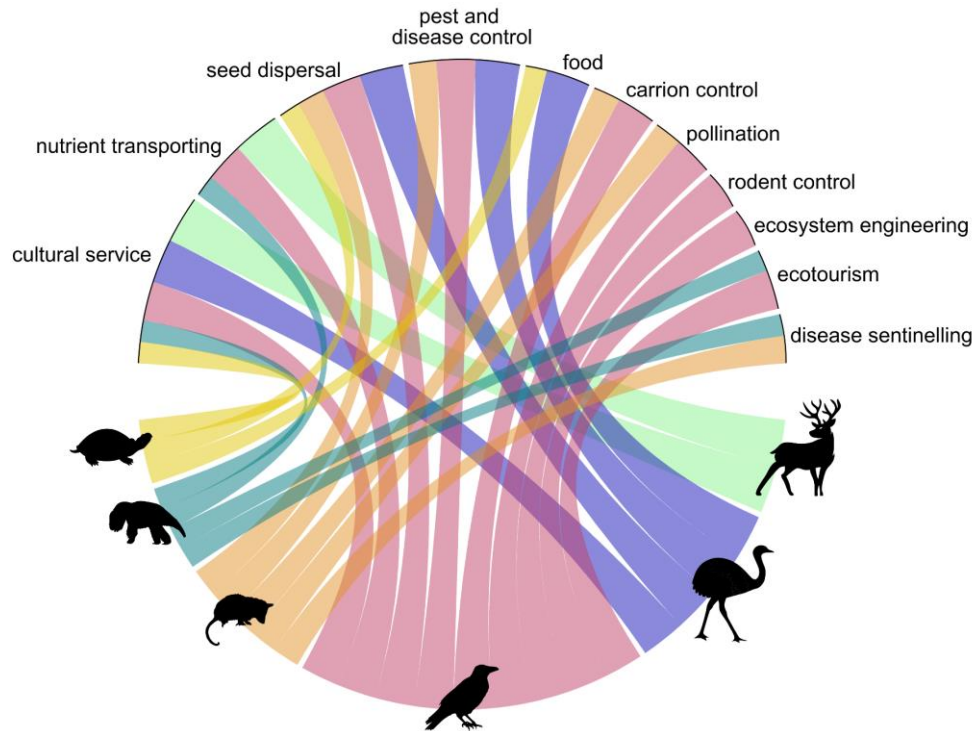 pest and
disease control
seed dispersal
food
carrion control
nutrient transporting
pollination
rodent control
ecosystem engineering
cultural service
ecotourism
disease sentinelling